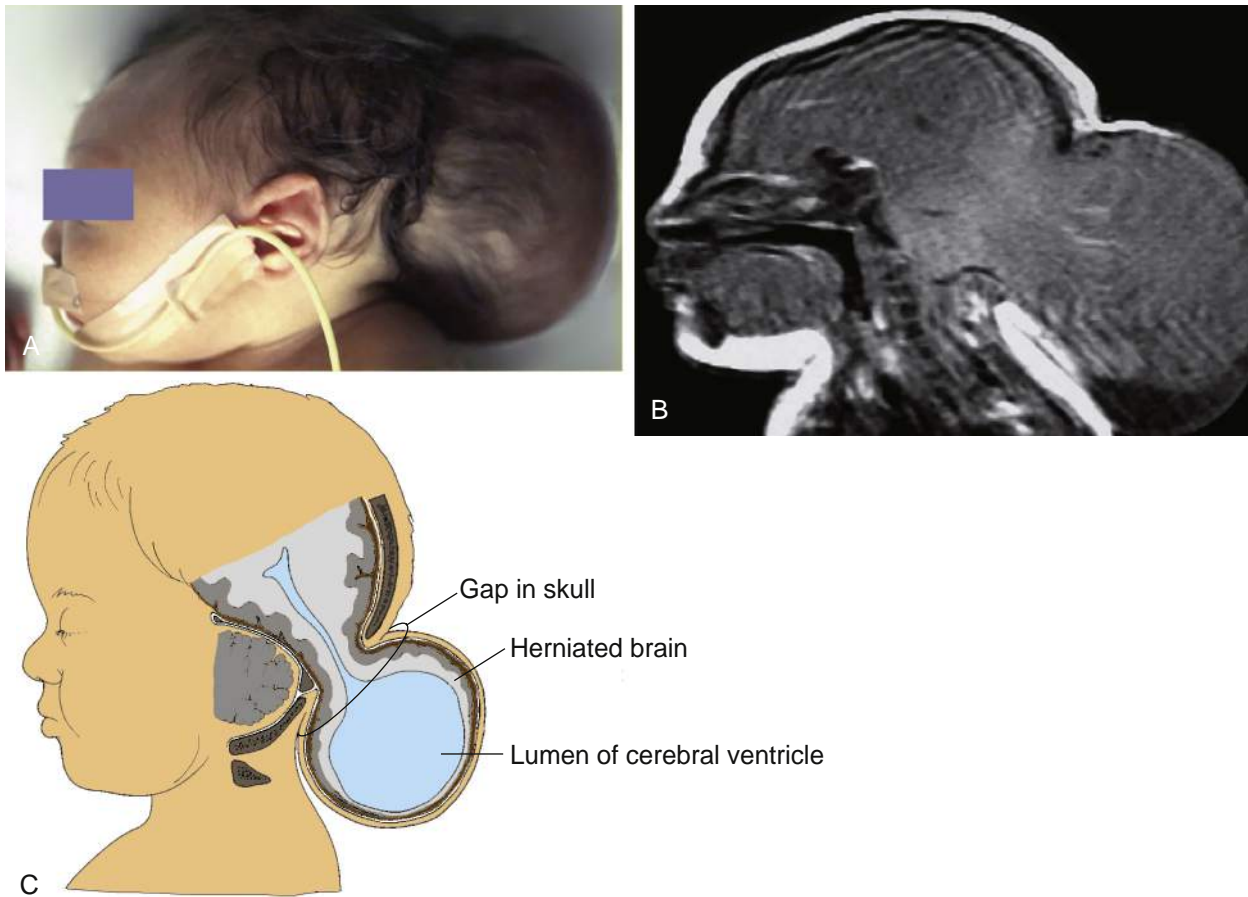 A
B
Gap in skull
Herniated brain
Lumen of cerebral ventricle
C